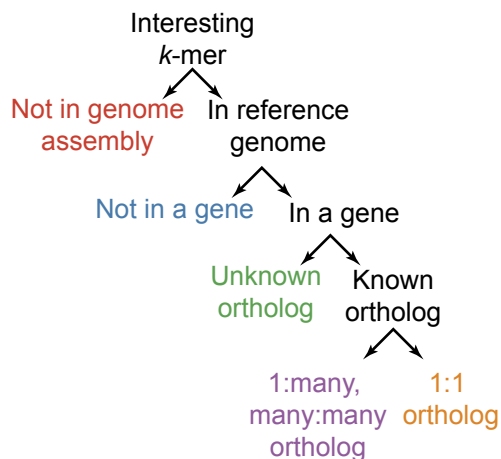 Interesting
k-mer
Not in genome
assembly
In reference
genome
Not in a gene
In a gene
Unknown
ortholog
Known
ortholog
1:many,
many:many
ortholog
1:1
ortholog